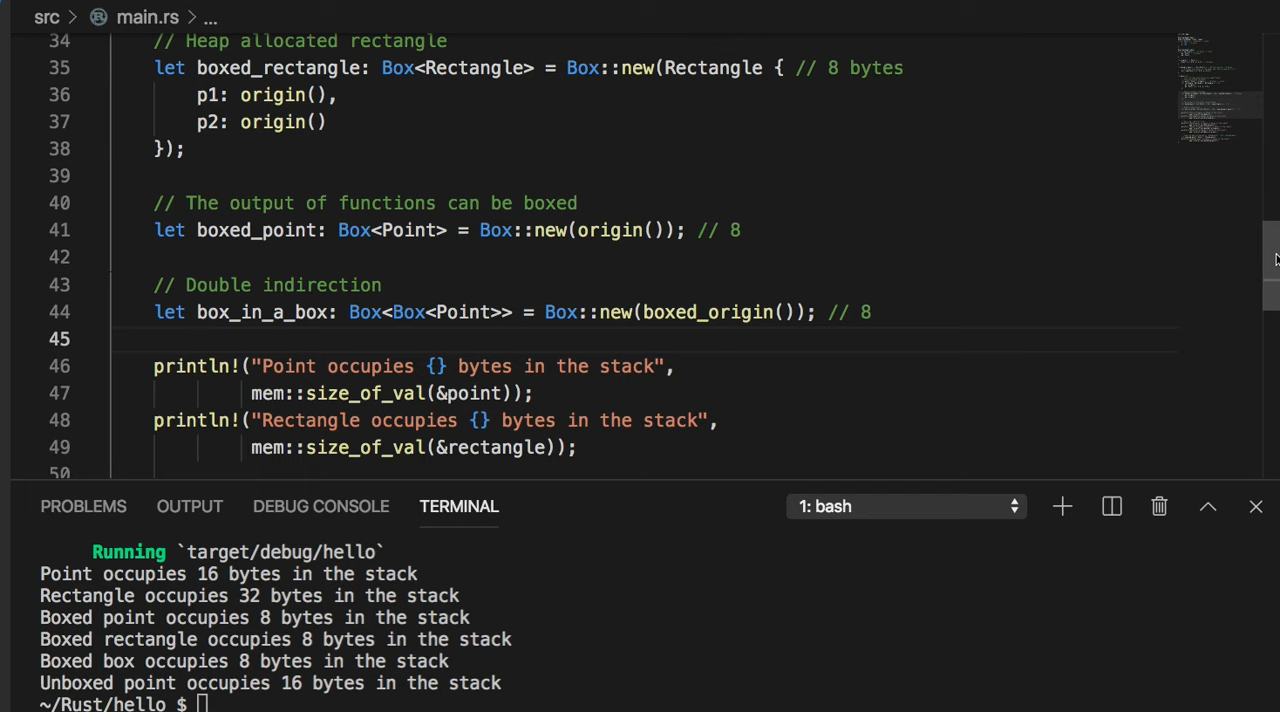 src > main.rs > ...
34 // Heap allocated rectangle
35 let boxed_rectangle: Box<Rectangle> = Box::new(Rectangle { // 8 bytes
36 p1: origin(),
37 p2: origin()
38 });
39
40 // The output of functions can be boxed
41 let boxed_point: Box<Point> = Box::new(origin()); // 8
42
43 // Double indirection
44 let box_in_a_box: Box<Box<Point>> = Box::new(boxed_origin()); // 8
45
46 println!("Point occupies {} bytes in the stack",
47 mem::size_of_val(&point));
48 println!("Rectangle occupies {} bytes in the stack",
49 mem::size_of_val(&rectangle));
50
PROBLEMS OUTPUT DEBUG CONSOLE TERMINAL 1: bash
Running `target/debug/hello`
Point occupies 16 bytes in the stack
Rectangle occupies 32 bytes in the stack
Boxed point occupies 8 bytes in the stack
Boxed rectangle occupies 8 bytes in the stack
Boxed box occupies 8 bytes in the stack
Unboxed point occupies 16 bytes in the stack
~/Rust/hello $